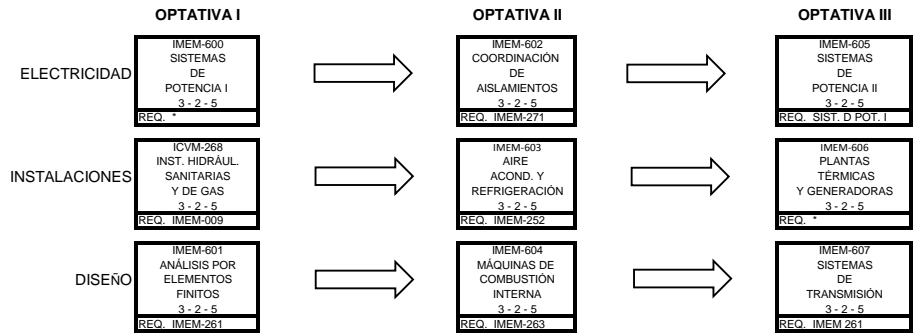 OPTATIVA I
OPTATIVA II
OPTATIVA III
ELECTRICIDAD
IMEM-600
SISTEMAS
DE
POTENCIA I
3 - 2 - 5
REQ. *
IMEM-602
COORDINACIÓN
DE
AISLAMIENTOS
3 - 2 - 5
REQ. IMEM-271
IMEM-605
SISTEMAS
DE
POTENCIA II
3 - 2 - 5
REQ. SIST. D POT. I
INSTALACIONES
ICVM-268
INST. HIDRÁUL.
SANITARIAS
Y DE GAS
3 - 2 - 5
REQ. IMEM-009
IMEM-603
AIRE
ACOND. Y
REFRIGERACIÓN
3 - 2 - 5
REQ. IMEM-252
IMEM-606
PLANTAS
TÉRMICAS
Y GENERADORAS
3 - 2 - 5
REQ. *
DISEÑO
IMEM-601
ANÁLISIS POR
ELEMENTOS
FINITOS
3 - 2 - 5
REQ. IMEM-261
IMEM-604
MÁQUINAS DE
COMBUSTIÓN
INTERNA
3 - 2 - 5
REQ. IMEM-263
IMEM-607
SISTEMAS
DE
TRANSMISIÓN
3 - 2 - 5
REQ. IMEM 261